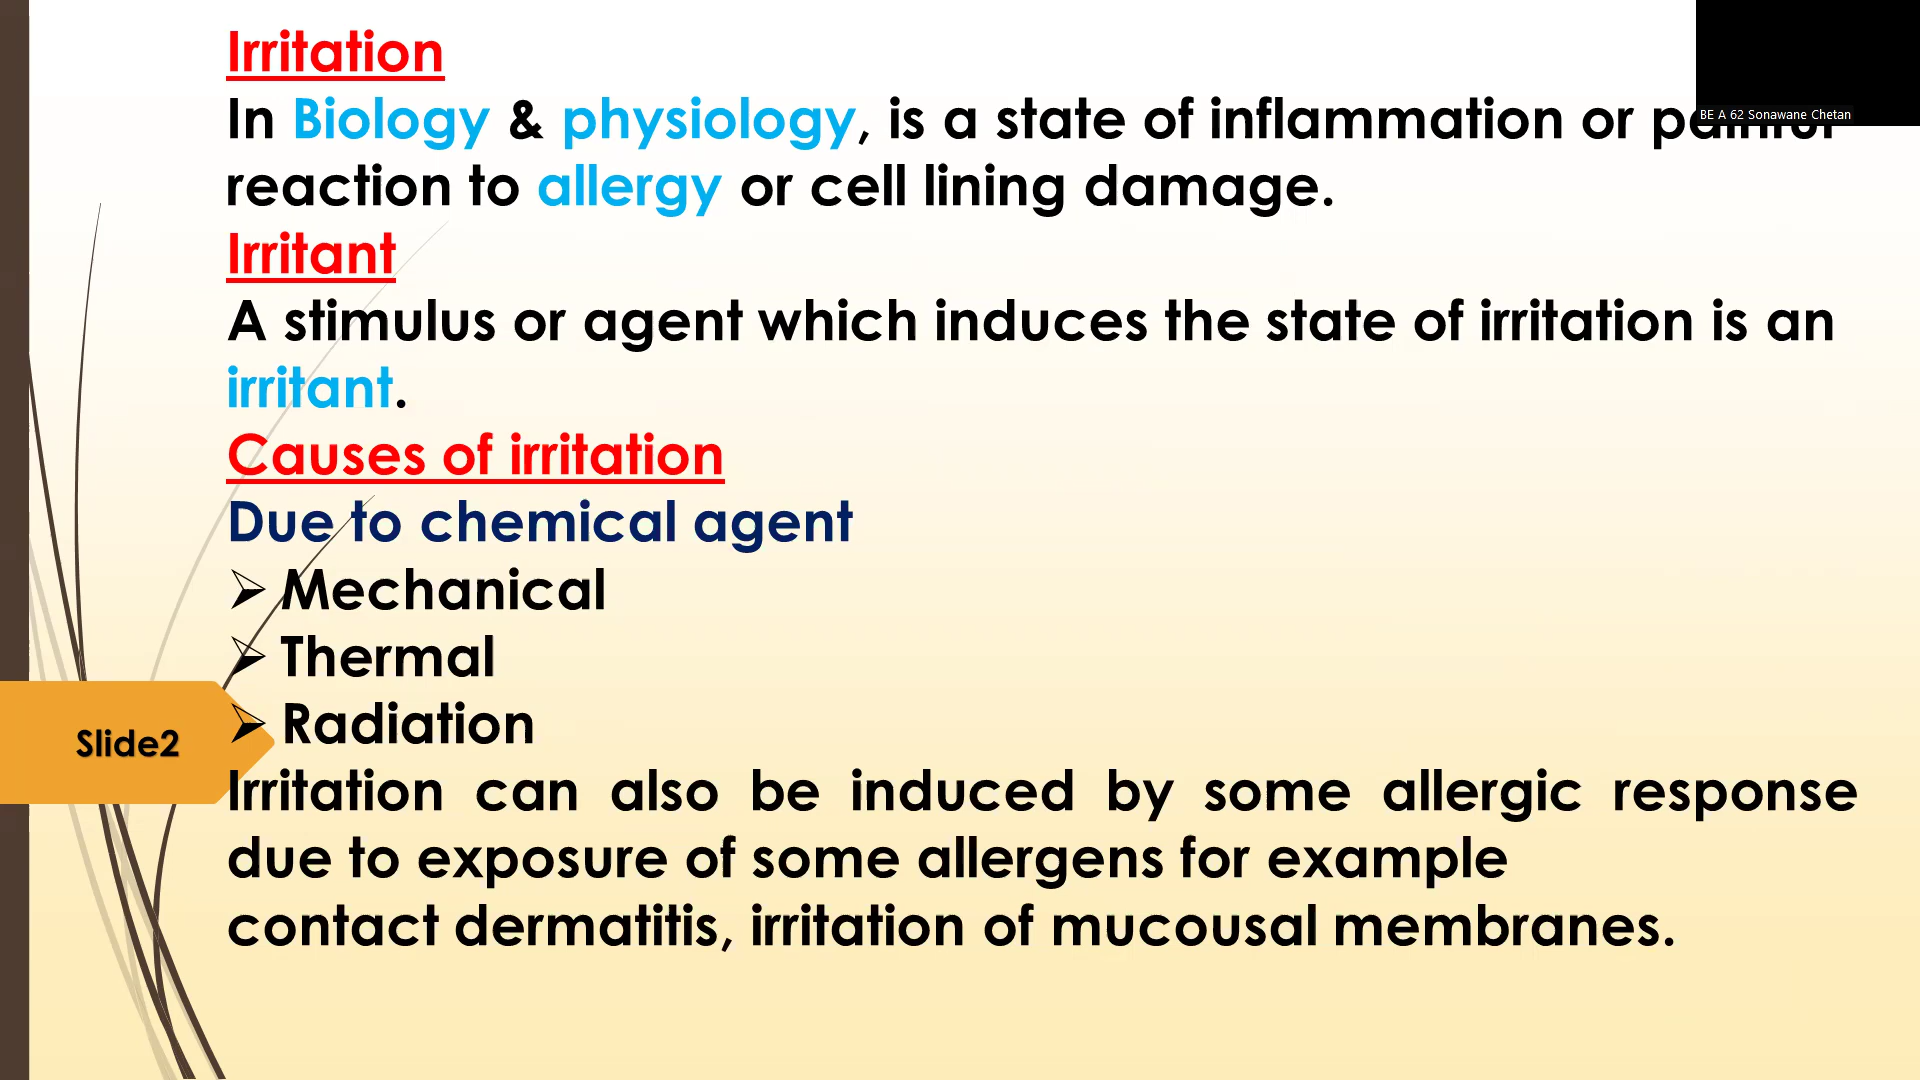 Irritation
In Biology & physiology, is a state of inflammation or painful
BE A 62 Sonawane Chetan
reaction to allergy or cell lining damage.
Irritant
A stimulus or agent which induces the state of irritation is an
irritant.
Causes of irritation
Due to chemical agent
➢ Mechanical
➢ Thermal
➢ Radiation
Slide2
Irritation can also be induced by some allergic response
due to exposure of some allergens for example
contact dermatitis, irritation of mucousal membranes.